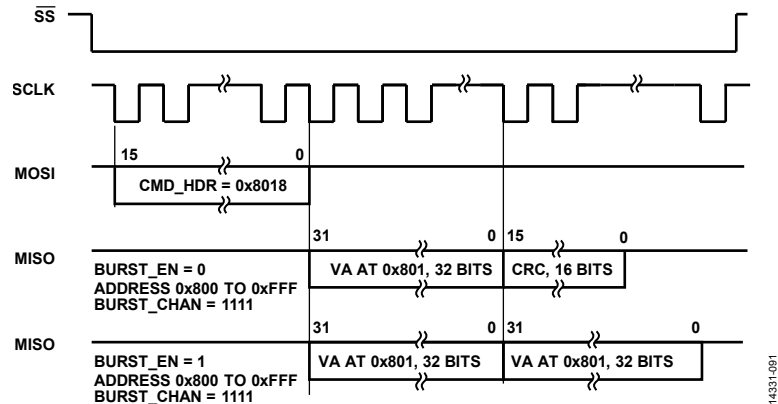 SS
SCLK
MOSI
15 0
CMD_HDR = 0x8018
MISO
31 0 15 0
VA AT 0x801, 32 BITS CRC, 16 BITS
BURST_EN = 0
ADDRESS 0x800 TO 0xFFF
BURST_CHAN = 1111
MISO
31 0 31 0
VA AT 0x801, 32 BITS VA AT 0x801, 32 BITS
BURST_EN = 1
ADDRESS 0x800 TO 0xFFF
BURST_CHAN = 1111
14331-091